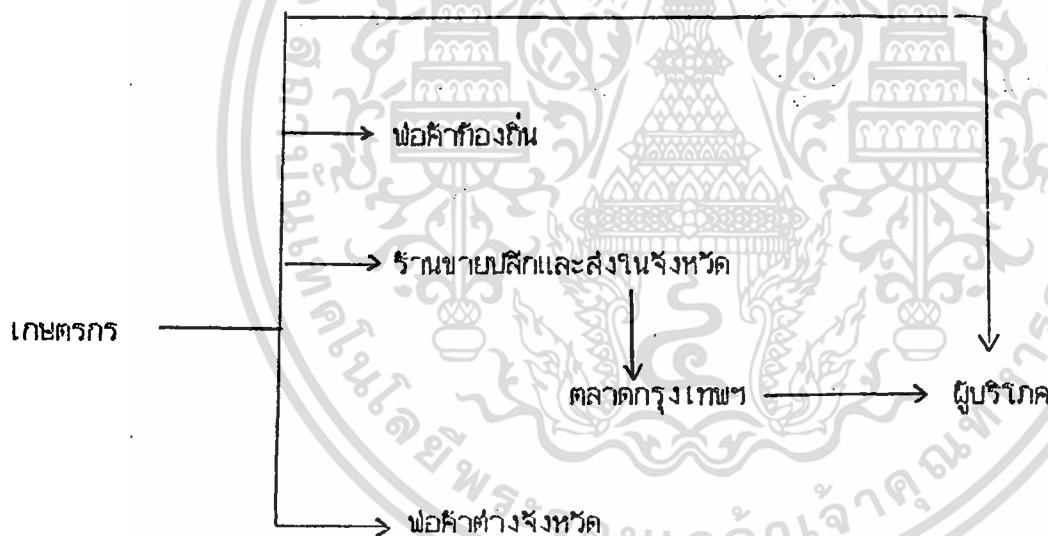 พ่อค้าท้องถิ่น
ร้านขายปลีกและส่งในจังหวัด
เกษตรกร
ตลาดกรุงเทพฯ
ผู้บริโภค
พ่อค้าต่างจังหวัด